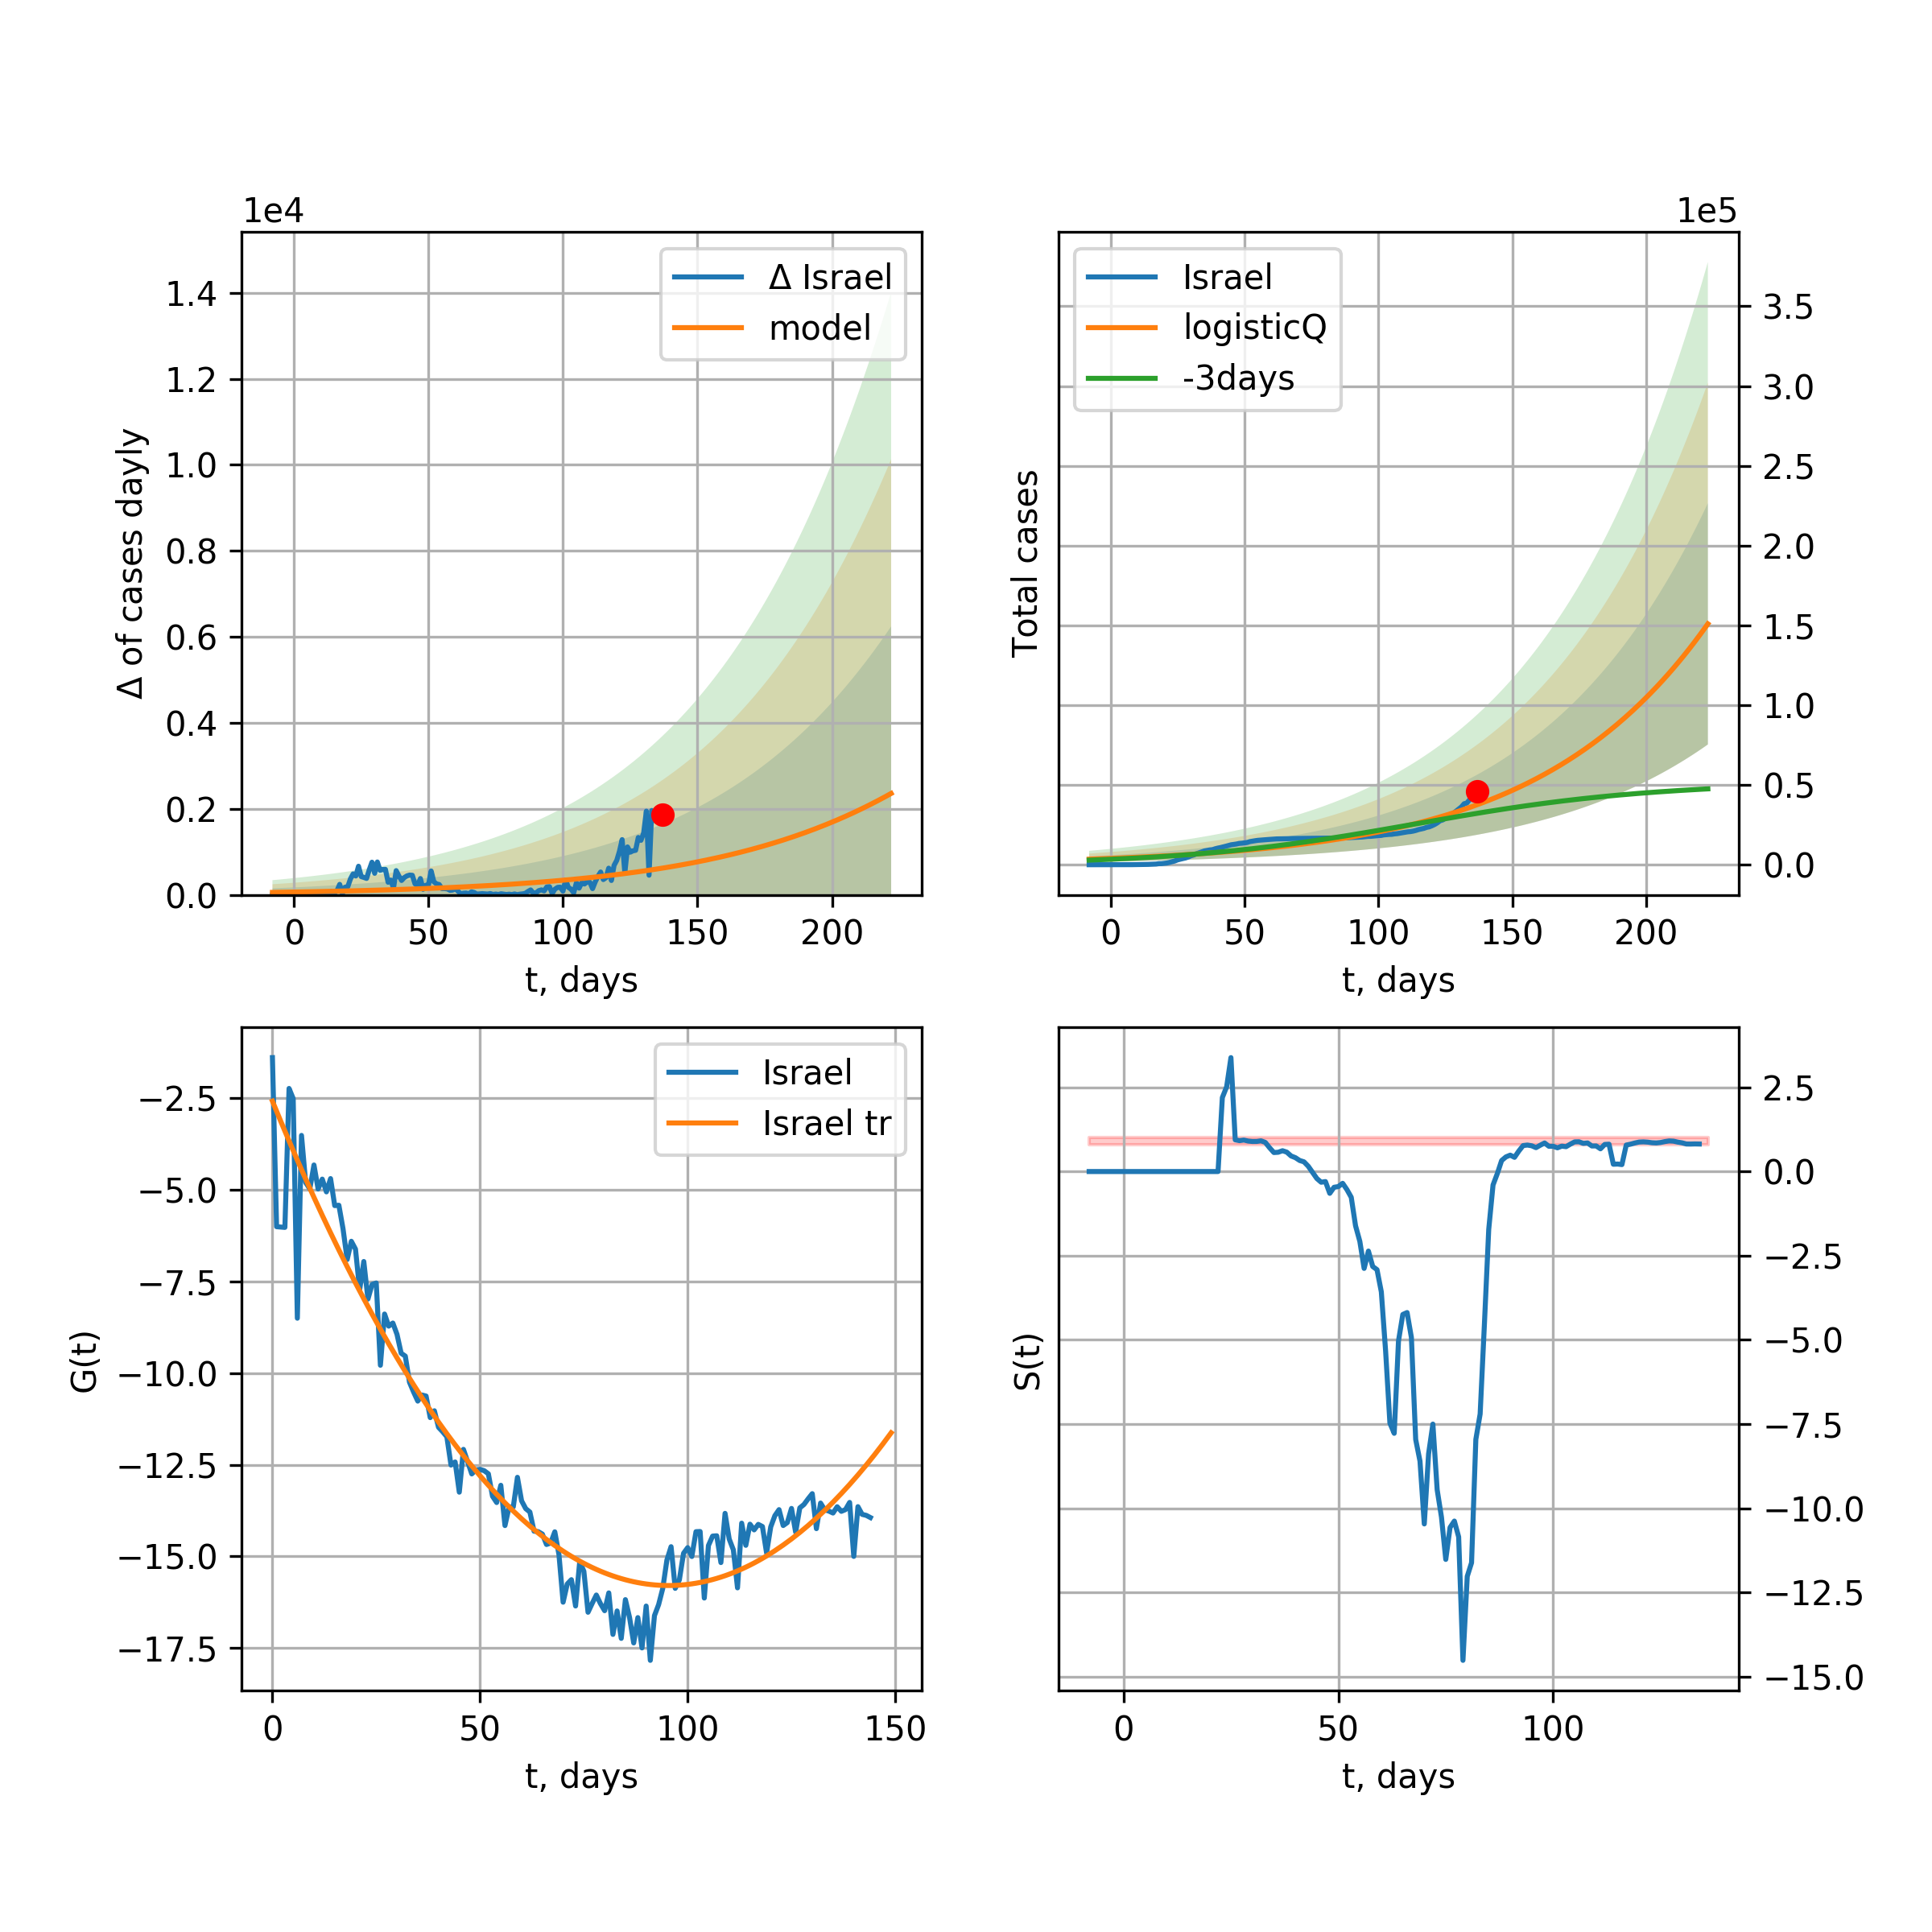 1e4
Δ of cases dayly
1.4
1.2
1.0
0.8
0.6
0.4
0.2
0.0
Δ Israel
model
0 50 100 150 200
t, days
1e5
Total cases
Israel
logisticQ
-3days
3.5
3.0
2.5
2.0
1.5
1.0
0.5
0.0
0 50 100 150 200
t, days
G(t)
−2.5
−5.0
−7.5
−10.0
−12.5
−15.0
−17.5
Israel
Israel tr
0 50 100 150
t, days
S(t)
2.5
0.0
−2.5
−5.0
−7.5
−10.0
−12.5
−15.0
0 50 100
t, days